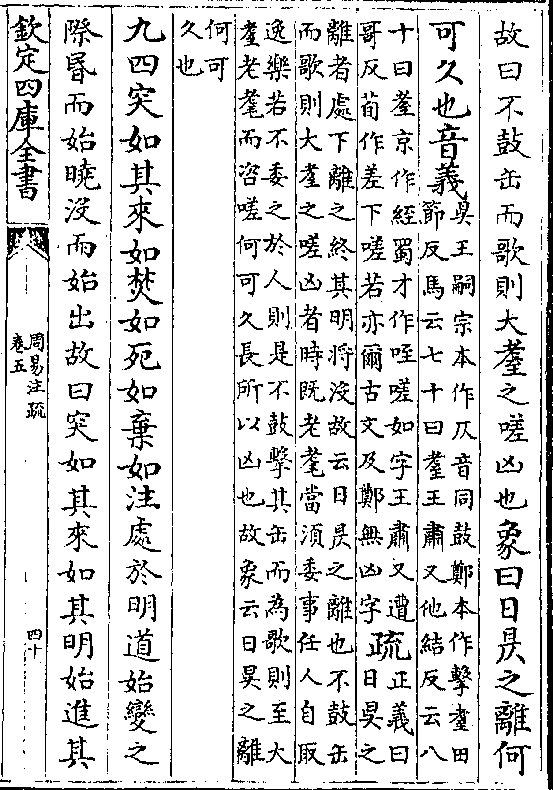 故曰不鼓缶而歌則大耋之嗟凶也象曰日昃之離何
可久也音義
昃王嗣宗本作仄音同鼓鄭本作擊耋田
節反馬云七十曰耋王肅又他結反云八
十曰耋京作絰蜀才作咥嗟如字王肅又遭
哥反荀作差下嗟若亦爾古文及鄭無凶字
疏
正義曰
日昃之
離者處下離之終其明將沒故云日昃之離也不鼓缶
而歌則大耋之嗟凶者時既老耄當須委事任人自取
逸樂若不委之於人則是不鼓擊其缶而為歌則至大
耋老耄而咨嗟何可久長所以凶也故象云日昃之離
何可
久也
九四突如其來如焚如死如棄如注處於明道始變之
際昬而始曉沒而始出故曰突如其來如其明始進其
欽定四庫全書
周易注疏
卷五
四十